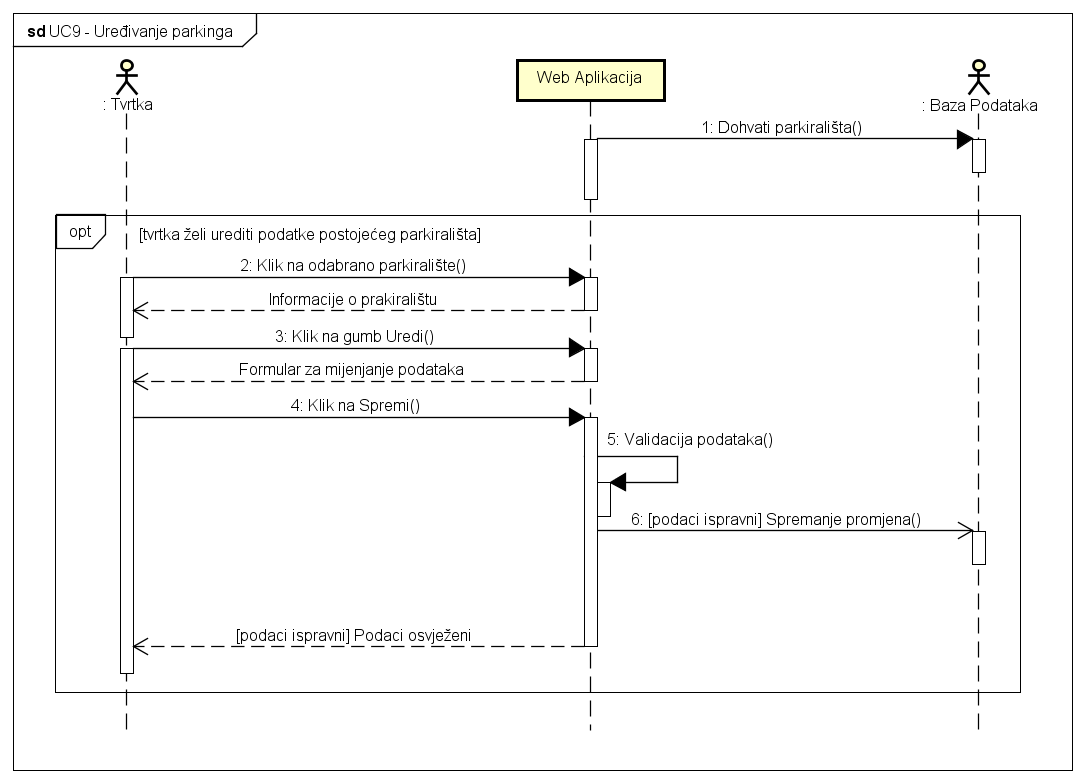 sd UC9 - Uređivanje parkinga
: Tvrtka
Web Aplikacija
: Baza Podataka
1: Dohvati parkirališta()
opt
[tvrtka želi urediti podatke postojećeg parkirališta]
2: Klik na odabrano parkiralište()
Informacije o prakiralištu
3: Klik na gumb Uredi()
Formular za mijenjanje podataka
4: Klik na Spremi()
5: Validacija podataka()
6: [podaci ispravni] Spremanje promjena()
[podaci ispravni] Podaci osvježeni